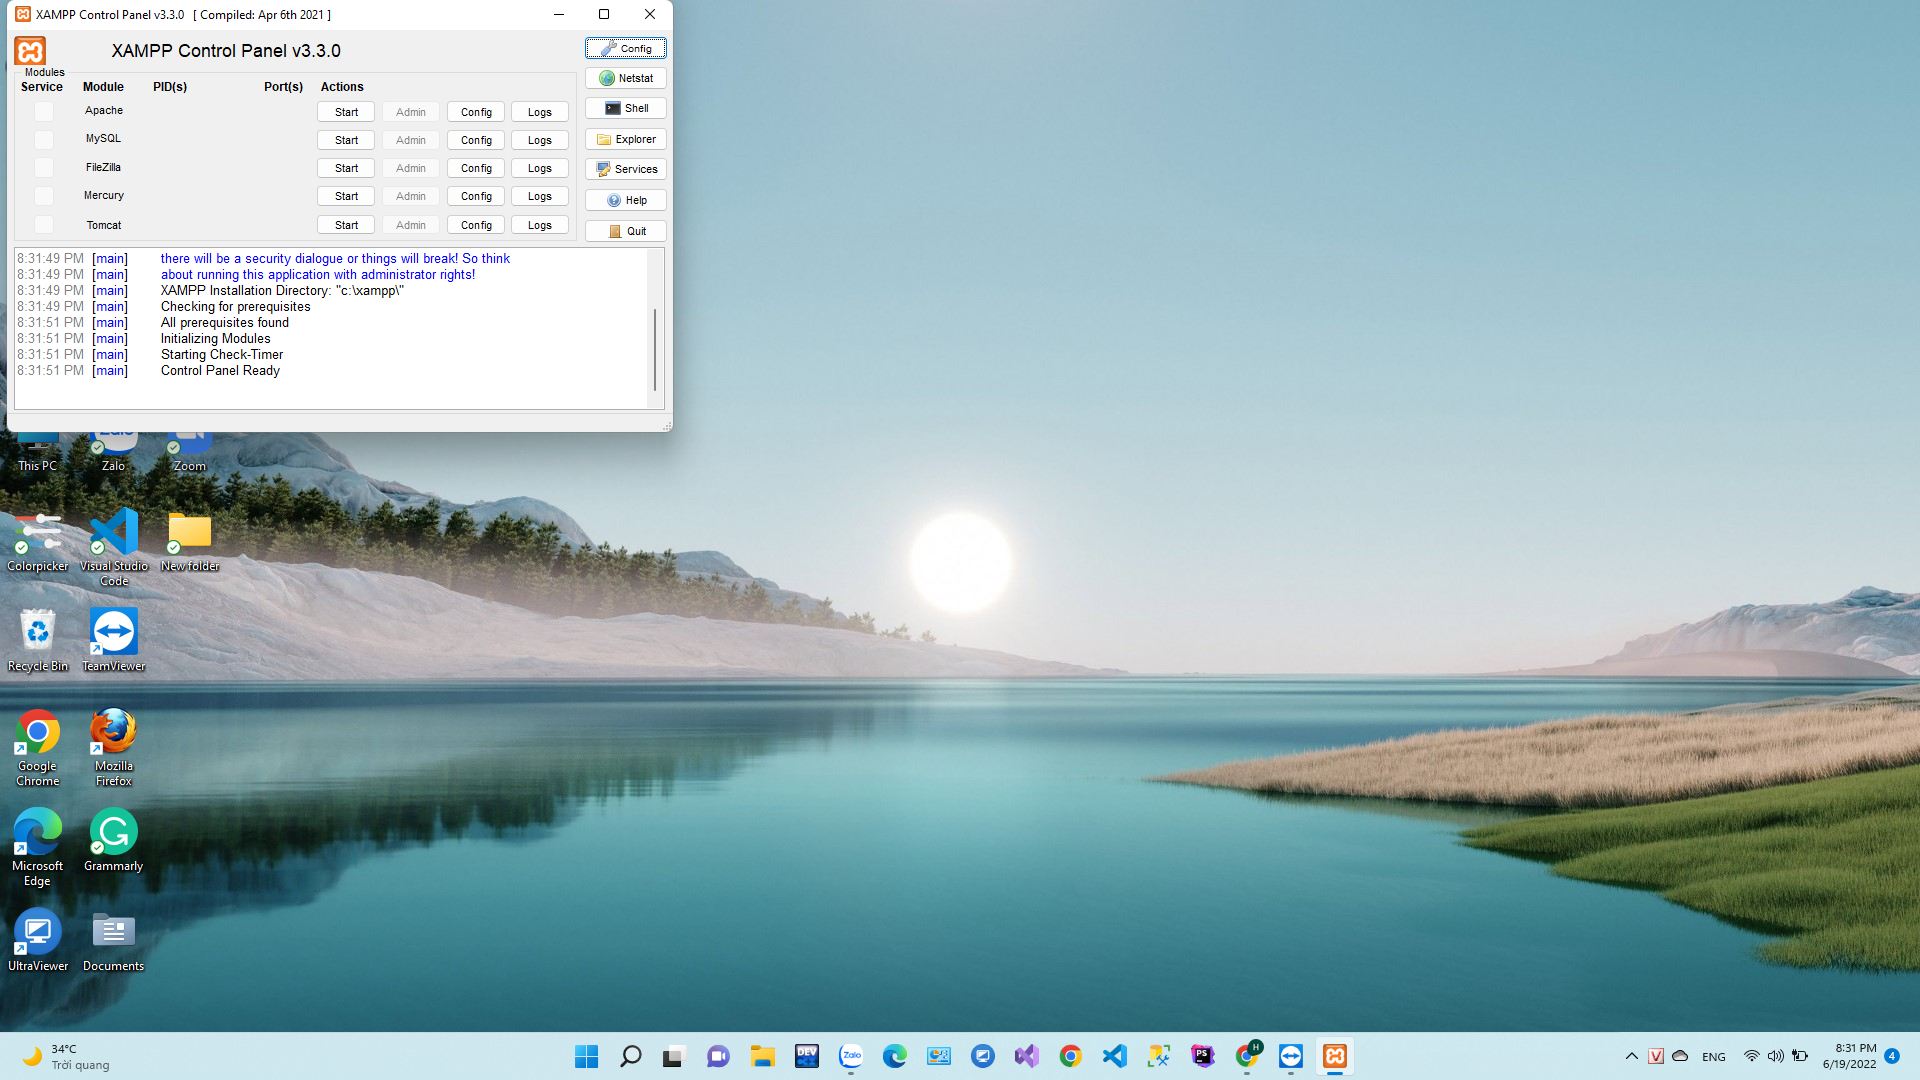 XAMPP Control Panel v3.3.0 [ Compiled: Apr 6th 2021 ]
XAMPP Control Panel v3.3.0
Config
Modules
Service Module PID(s) Port(s) Actions
Netstat
Apache Start Admin Config Logs
Shell
MySQL Start Admin Config Logs
Explorer
FileZilla Start Admin Config Logs
Services
Mercury Start Admin Config Logs
Help
Tomcat Start Admin Config Logs
Quit
8:31:49 PM [main] there will be a security dialogue or things will break! So think
8:31:49 PM [main] about running this application with administrator rights!
8:31:49 PM [main] XAMPP Installation Directory: "c:\xampp\"
8:31:49 PM [main] Checking for prerequisites
8:31:51 PM [main] All prerequisites found
8:31:51 PM [main] Initializing Modules
8:31:51 PM [main] Starting Check-Timer
8:31:51 PM [main] Control Panel Ready
This PC
Zalo
Zoom
Colorpicker
Visual Studio
Code
New folder
Recycle Bin
TeamViewer
Google
Chrome
Mozilla
Firefox
Microsoft
Edge
Grammarly
UltraViewer
Documents
34°C
Trời quang
DEV
Zalo
PS
H
V
ENG
8:31 PM
6/19/2022
4